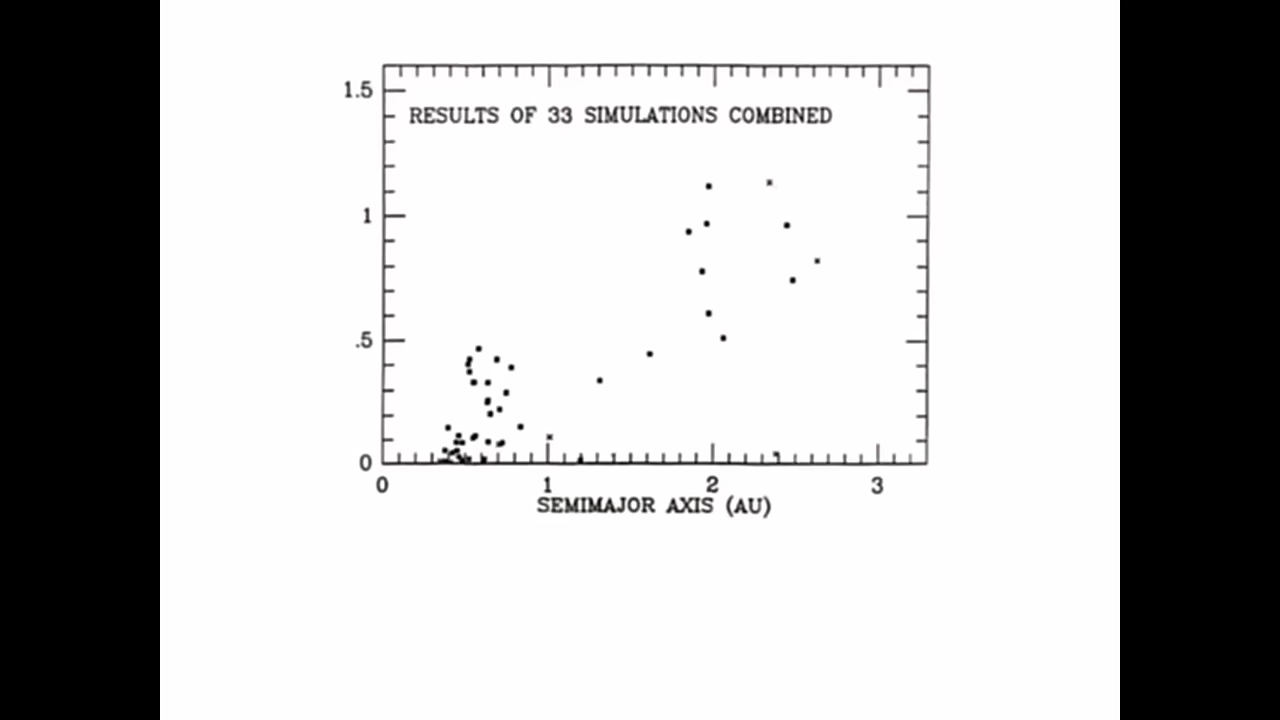 1.5
RESULTS OF 33 SIMULATIONS COMBINED
1
.5
0
0 1 2 3
SEMIMAJOR AXIS (AU)